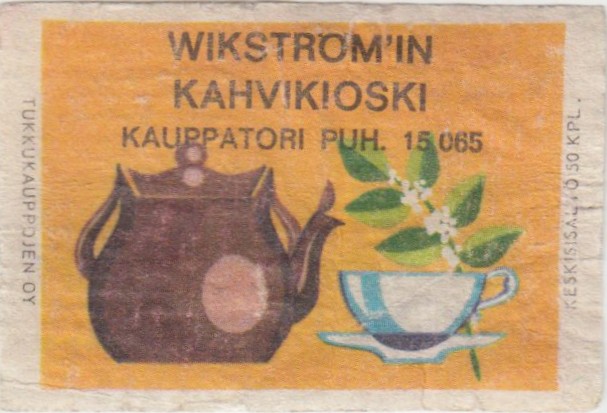 WIKSTRÖM'IN
KAHVIKIOSKI
KAUPPATORI PUH. 15 065
TUKKUKAUPPOJEN OY
KESKISISÄLTÖ 50 KPL.